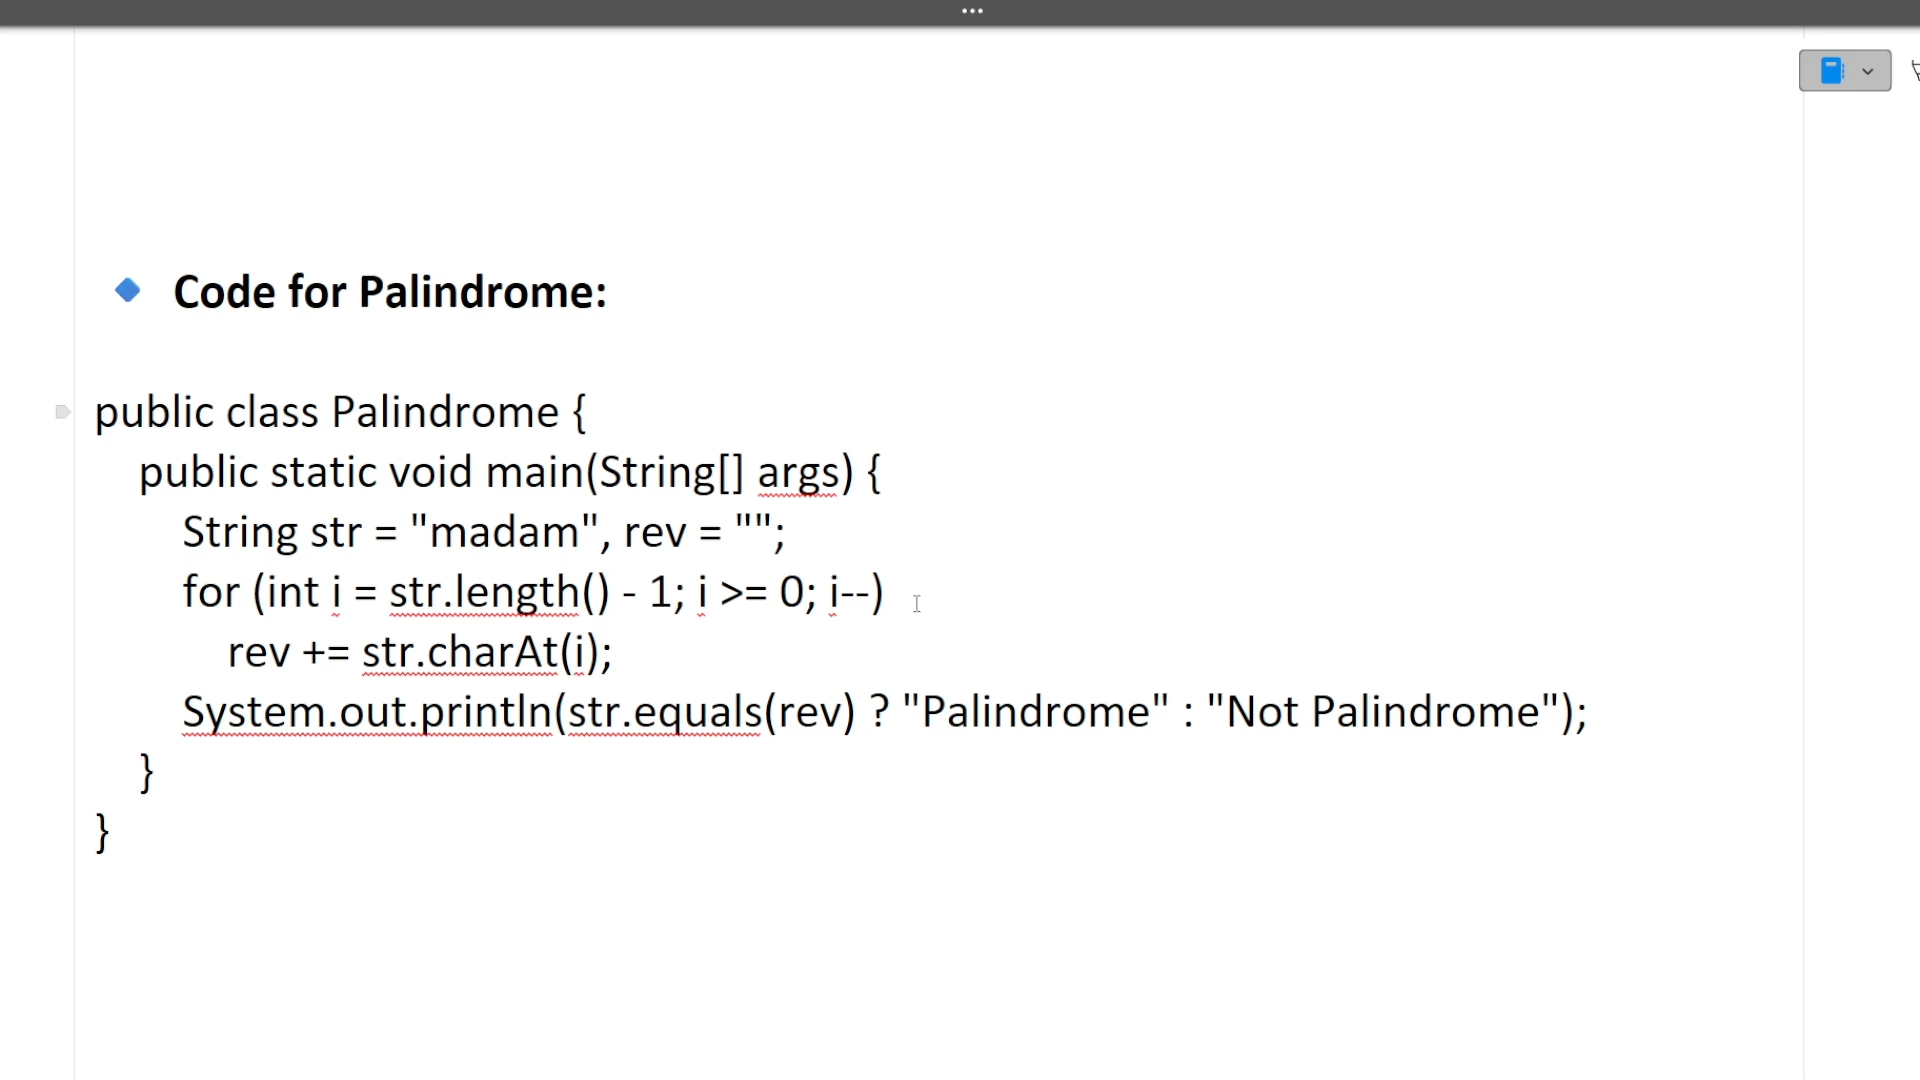 Code for Palindrome:
public class Palindrome {
public static void main(String[] args) {
String str = "madam", rev = "";
for (int i = str.length() - 1; i >= 0; i--)
rev += str.charAt(i);
System.out.println(str.equals(rev) ? "Palindrome" : "Not Palindrome");
}
}